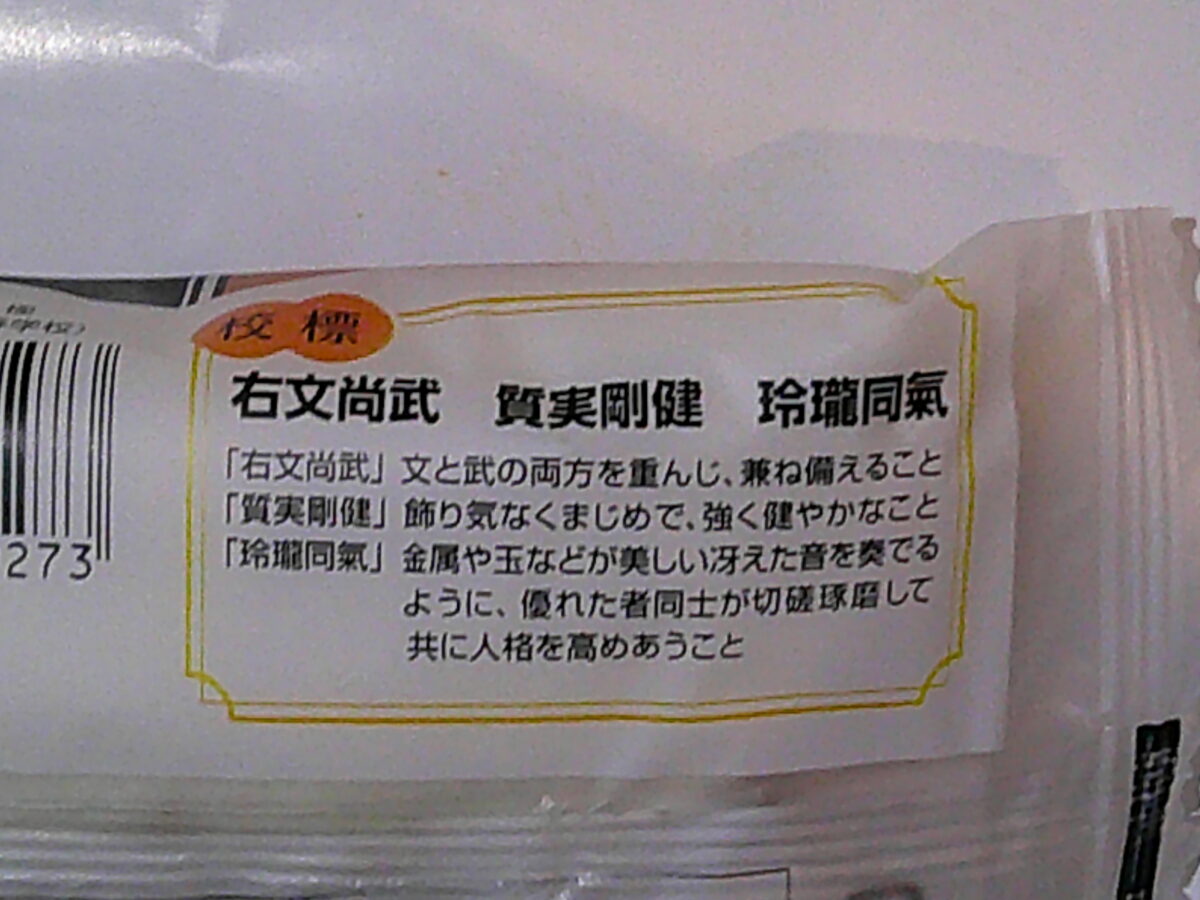 校標
右文尚武 質実剛健 玲瓏同氣
「右文尚武」文と武の両方を重んじ、兼ね備えること
「質実剛健」飾り気なくまじめで、強く健やかなこと
「玲瓏同氣」金属や玉などが美しい冴えた音を奏でる
ように、優れた者同士が切磋琢磨して
共に人格を高めあうこと
273